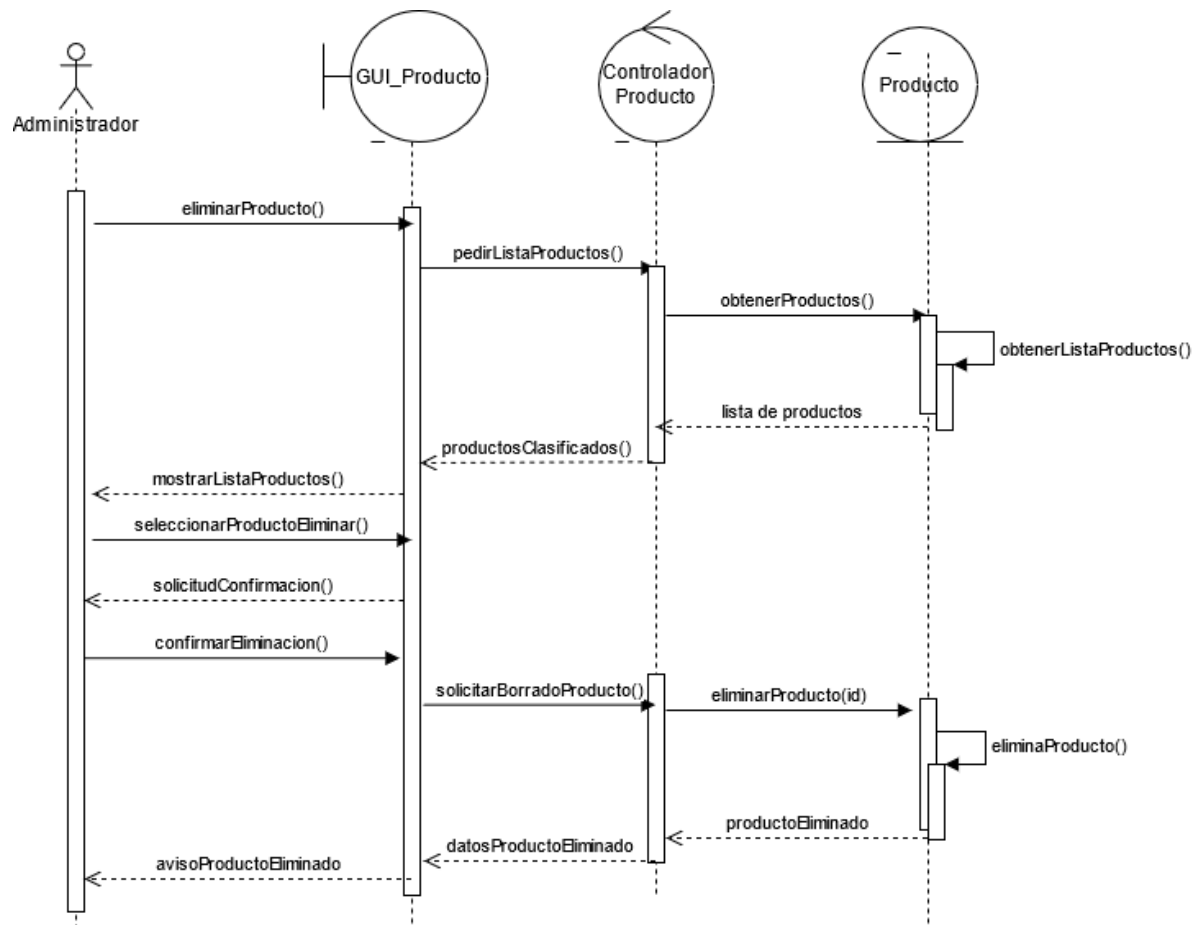 GUI_Producto
Controlador
Producto
Producto
Administrador
eliminarProducto()
pedirListaProductos()
obtenerProductos()
obtenerListaProductos()
lista de productos
productosClasificados()
mostrarListaProductos()
seleccionarProductoEliminar()
solicitudConfirmacion()
confirmarEliminacion()
solicitarBorradoProducto()
eliminarProducto(id)
eliminaProducto()
productoEliminado
datosProductoEliminado
avisoProductoEliminado